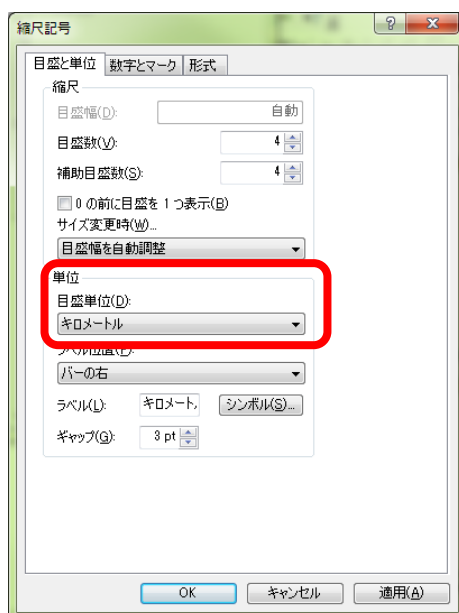 縮尺記号
目盛と単位 数字とマーク 形式
縮尺
目盛幅(D): 自動
目盛数(V): 4
補助目盛数(S): 4
0 の前に目盛を 1 つ表示(B)
サイズ変更時(W)...
目盛幅を自動調整
単位
目盛単位(D):
キロメートル
ラベル位置(P):
バーの右
ラベル(L): キロメート, シンボル(S)...
ギャップ(G): 3 pt
OK キャンセル 適用(A)